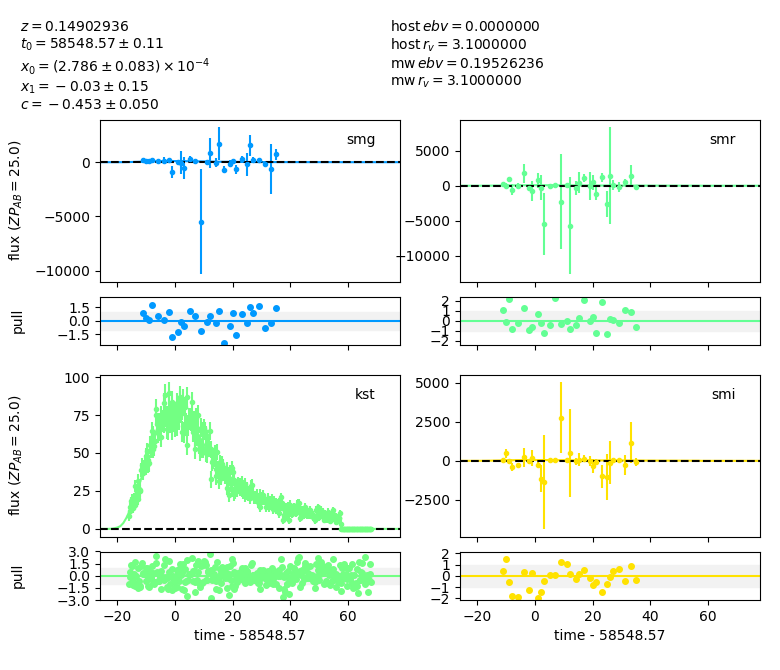 z = 0.14902936
t₀ = 58548.57 ± 0.11
x₀ = (2.786 ± 0.083) × 10⁻⁴
x₁ = −0.03 ± 0.15
c = −0.453 ± 0.050
host ebv = 0.0000000
host r_v = 3.1000000
mw ebv = 0.19526236
mw r_v = 3.1000000
flux (ZP_AB = 25.0)
0
−5000
−10000
smg
5000
0
−5000
−10000
smr
pull
1.5
0.0
−1.5
2
1
0
−1
−2
flux (ZP_AB = 25.0)
100
75
50
25
0
kst
5000
2500
0
−2500
smi
pull
3.0
1.5
0.0
−1.5
−3.0
2
1
0
−1
−2
−20 0 20 40 60
−20 0 20 40 60
time - 58548.57
time - 58548.57